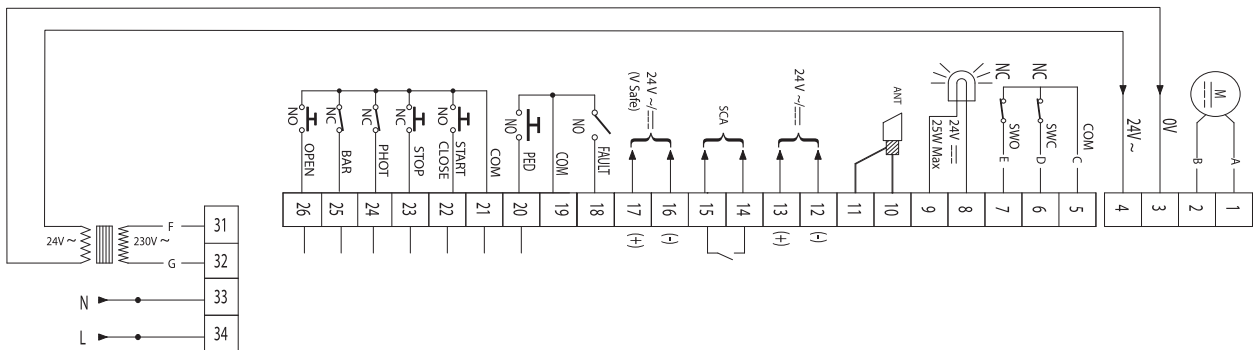 24V ~
230V ~
F
G
31
32
33
34
N
L
NO
OPEN
NC
BAR
NC
PHOT
NC
STOP
NO
START
CLOSE
COM
NO
PED
COM
NO
FAULT
24 V ~/⎓
(V Safe)
SCA
24 V ~/⎓
ANT
24V ⎓
25W Max
NC
SWO
E
NC
SWC
D
COM
C
24V ~
0V
M
B
A
26 25 24 23 22 21 20 19 18 17 16 15 14 13 12 11 10 9 8 7 6 5 4 3 2 1
(+) (-) (+) (-)